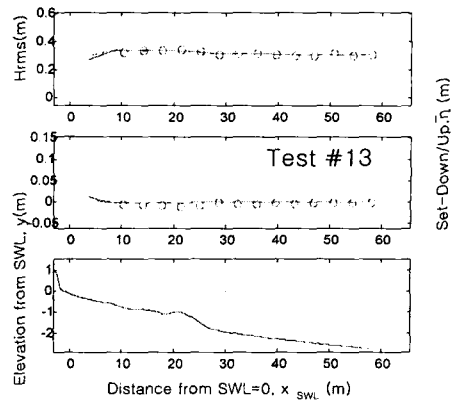 Hrms(m)
0.6
0.4
0.2
0
0 10 20 30 40 50 60
Set-Down/Up,η̄ (m)
0.15
0.1
0.05
0
-0.05
Test #13
0 10 20 30 40 50 60
Elevation from SWL, y(m)
1
0
-1
-2
0 10 20 30 40 50 60
Distance from SWL=0, x SWL (m)